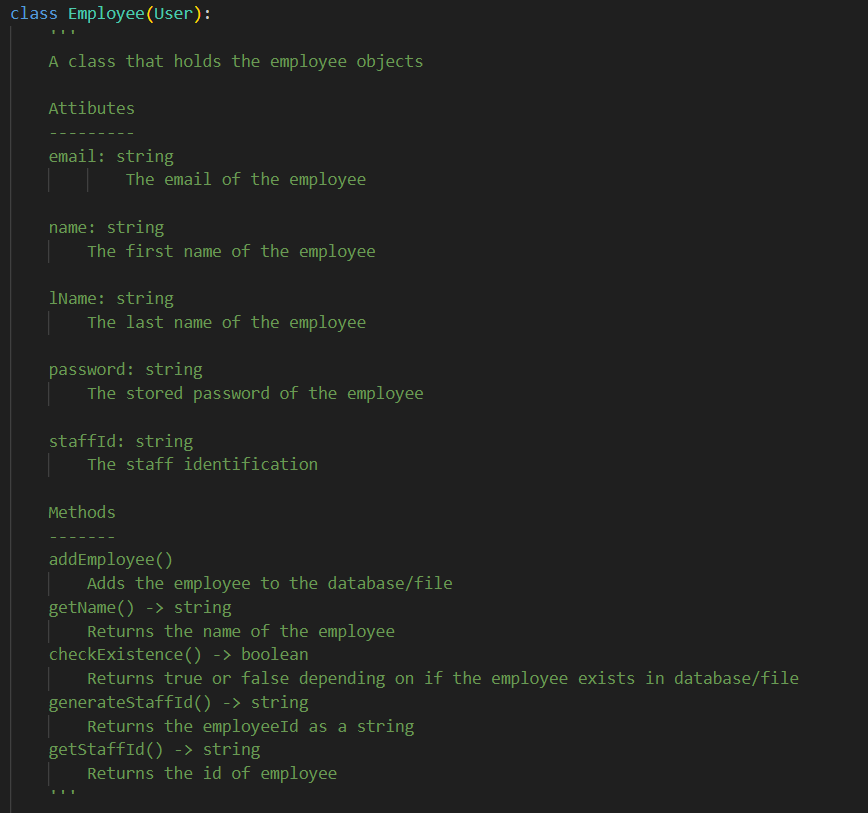 class Employee(User):
'''
A class that holds the employee objects
Attibutes
---------
email: string
The email of the employee
name: string
The first name of the employee
lName: string
The last name of the employee
password: string
The stored password of the employee
staffId: string
The staff identification
Methods
-------
addEmployee()
Adds the employee to the database/file
getName() -> string
Returns the name of the employee
checkExistence() -> boolean
Returns true or false depending on if the employee exists in database/file
generateStaffId() -> string
Returns the employeeId as a string
getStaffId() -> string
Returns the id of employee
'''